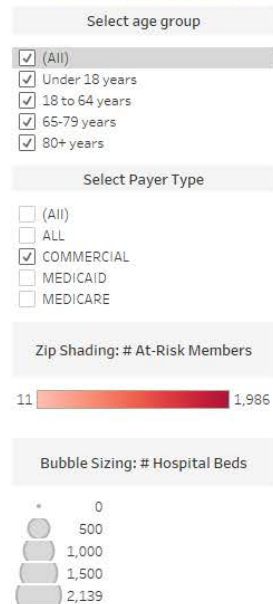 Select age group
(All)
Under 18 years
18 to 64 years
65-79 years
80+ years
Select Payer Type
(All)
ALL
COMMERCIAL
MEDICAID
MEDICARE
Zip Shading: # At-Risk Members
11 1,986
Bubble Sizing: # Hospital Beds
0
500
1,000
1,500
2,139